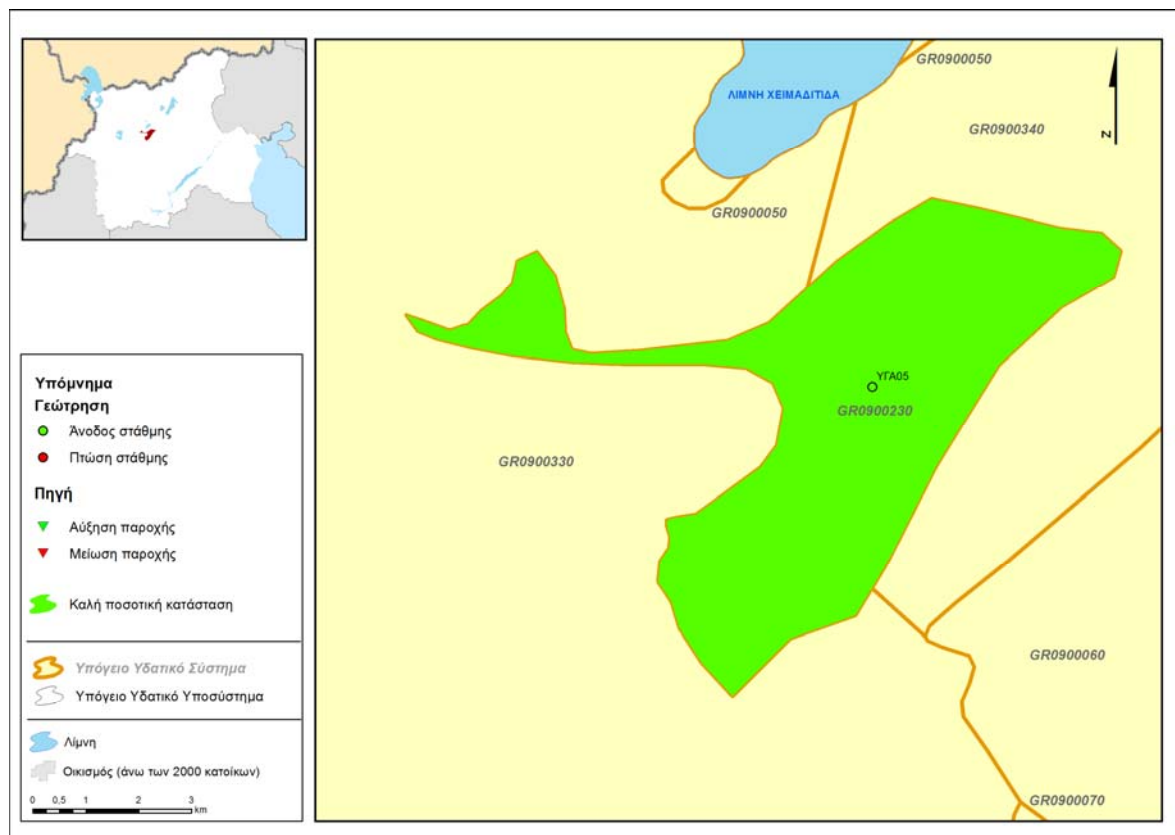 ΛΙΜΝΗ ΧΕΙΜΑΔΙΤΙΔΑ
GR0900050
GR0900340
Z
GR0900050
ΥΓΑ05
GR0900230
GR0900330
GR0900060
GR0900070
Υπόμνημα
Γεώτρηση
Άνοδος στάθμης
Πτώση στάθμης
Πηγή
Αύξηση παροχής
Μείωση παροχής
Καλή ποσοτική κατάσταση
Υπόγειο Υδατικό Σύστημα
Υπόγειο Υδατικό Υποσύστημα
Λίμνη
Οικισμός (άνω των 2000 κατοίκων)
0 0,5 1 2 3
km